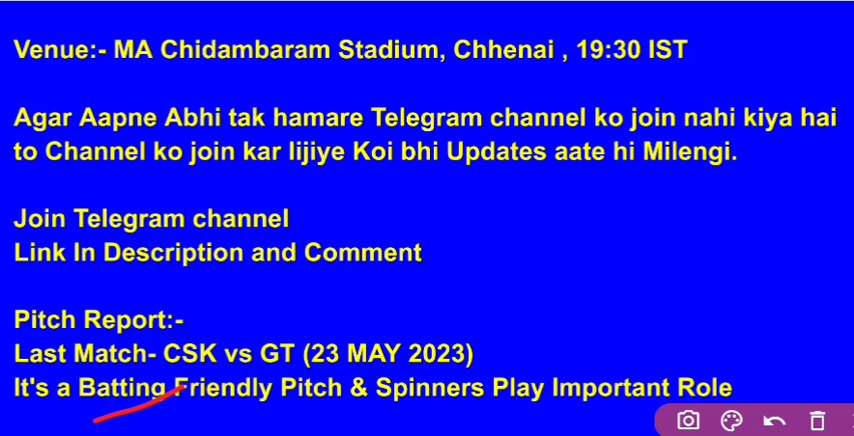 Venue:- MA Chidambaram Stadium, Chhenai , 19:30 IST
Agar Aapne Abhi tak hamare Telegram channel ko join nahi kiya hai
to Channel ko join kar lijiye Koi bhi Updates aate hi Milengi.
Join Telegram channel
Link In Description and Comment
Pitch Report:-
Last Match- CSK vs GT (23 MAY 2023)
It's a Batting Friendly Pitch & Spinners Play Important Role